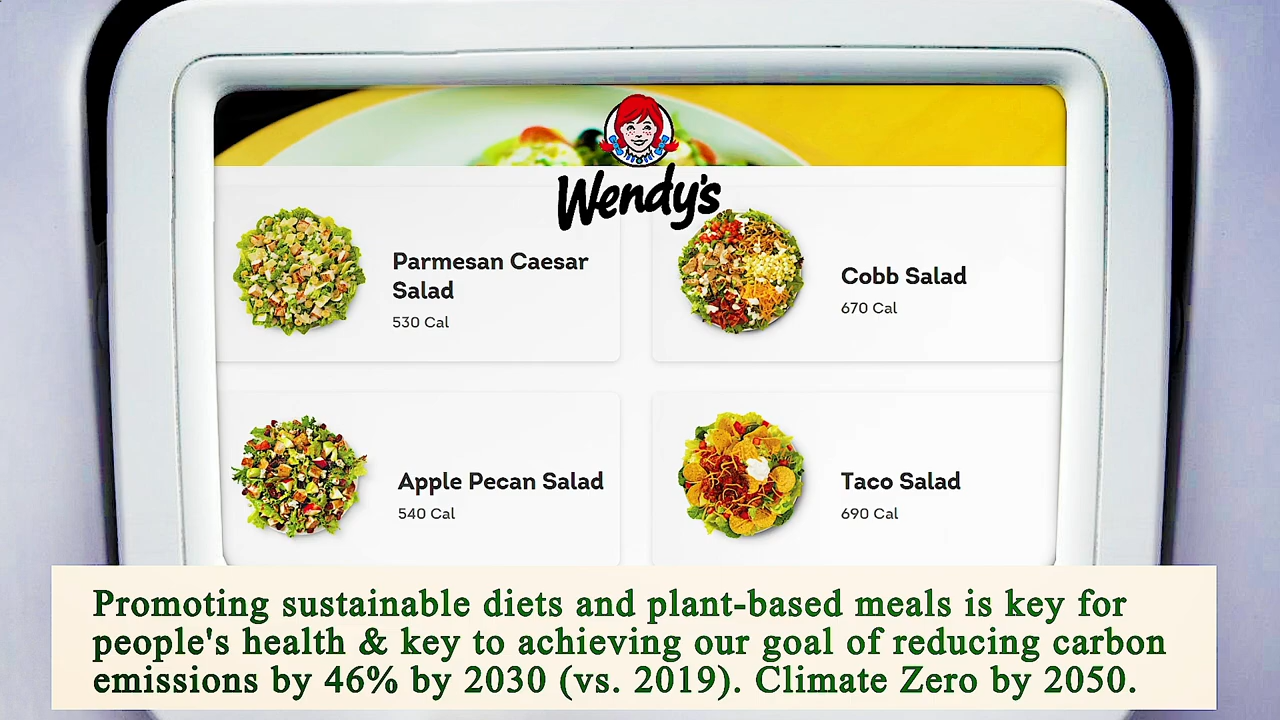 Wendy's
Parmesan Caesar
Salad
530 Cal
Cobb Salad
670 Cal
Apple Pecan Salad
540 Cal
Taco Salad
690 Cal
Promoting sustainable diets and plant-based meals is key for
people's health & key to achieving our goal of reducing carbon
emissions by 46% by 2030 (vs. 2019). Climate Zero by 2050.